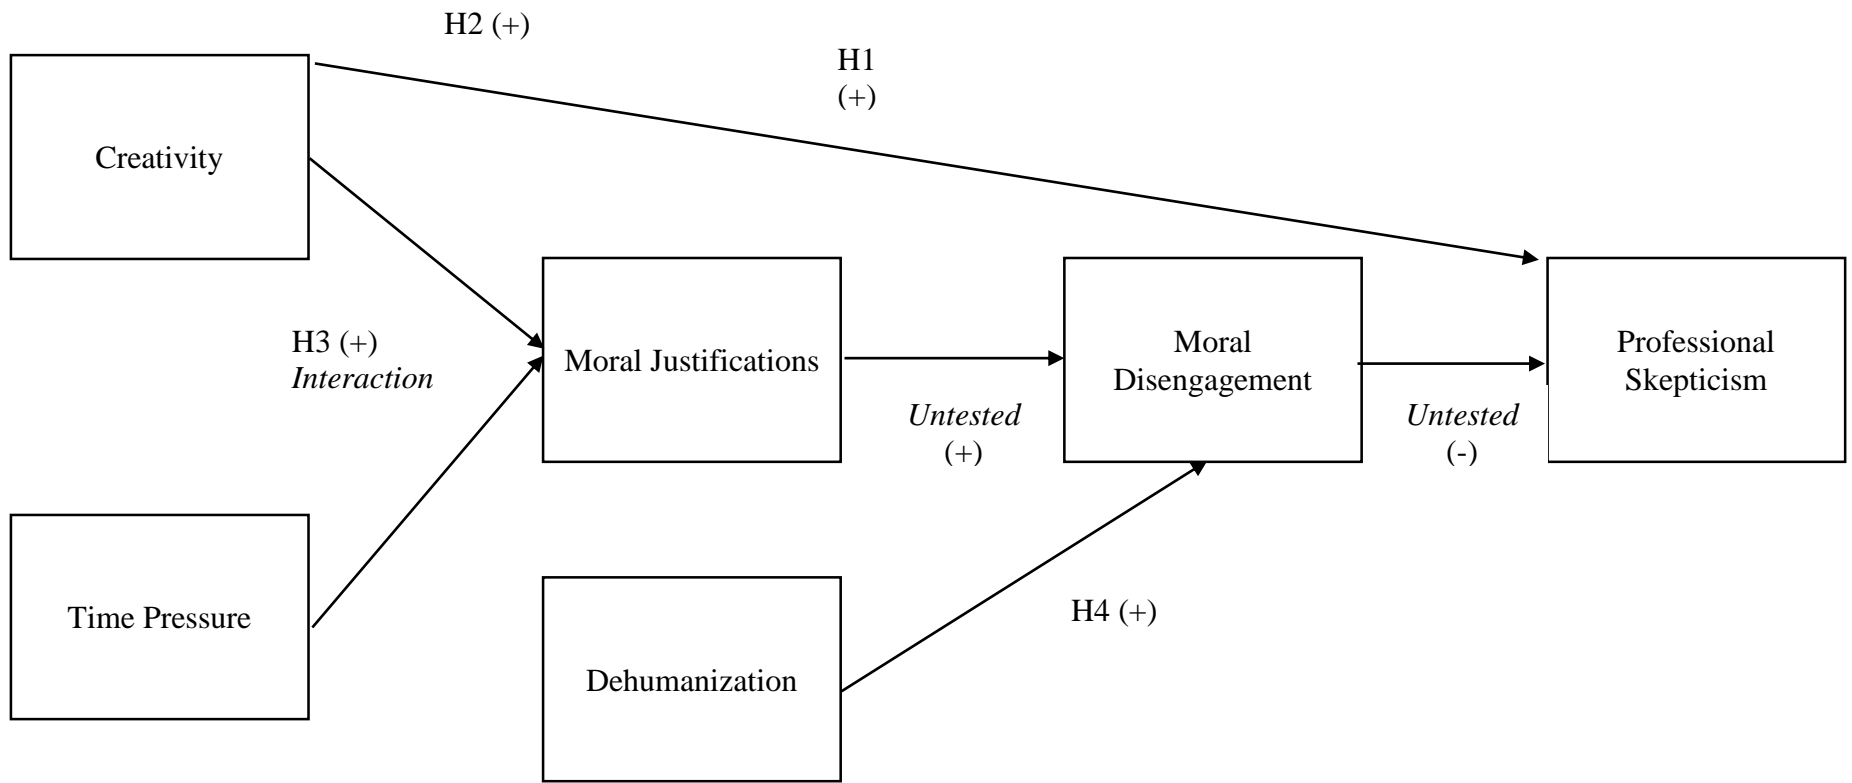 H2 (+)
H1
(+)
Creativity
H3 (+)
Interaction
Moral Justifications
Moral
Disengagement
Professional
Skepticism
Untested
(+)
Untested
(-)
Time Pressure
Dehumanization
H4 (+)